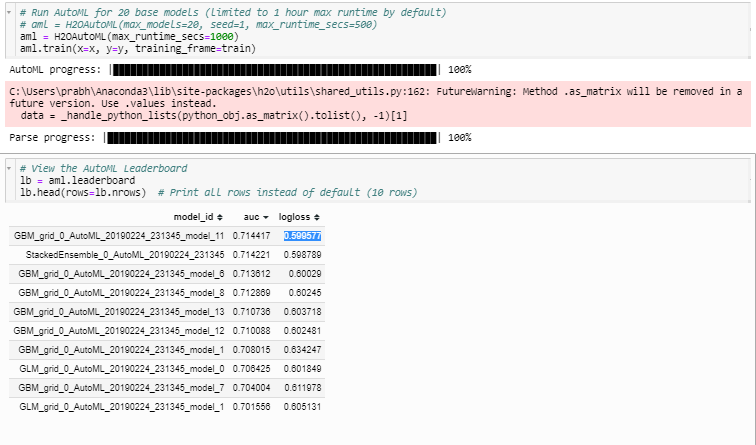 # Run AutoML for 20 base models (limited to 1 hour max runtime by default)
# aml = H2OAutoML(max_models=20, seed=1, max_runtime_secs=500)
aml = H2OAutoML(max_runtime_secs=1000)
aml.train(x=x, y=y, training_frame=train)
AutoML progress: |████████████████████████████████████████████████████████| 100%
C:\Users\prabh\Anaconda3\lib\site-packages\h2o\utils\shared_utils.py:162: FutureWarning: Method .as_matrix will be removed in a
future version. Use .values instead.
data = _handle_python_lists(python_obj.as_matrix().tolist(), -1)[1]
Parse progress: |█████████████████████████████████████████████████████████| 100%
# View the AutoML Leaderboard
lb = aml.leaderboard
lb.head(rows=lb.nrows) # Print all rows instead of default (10 rows)
model_id auc logloss
GBM_grid_0_AutoML_20190224_231345_model_11 0.714417 0.599577
StackedEnsemble_0_AutoML_20190224_231345 0.714221 0.598789
GBM_grid_0_AutoML_20190224_231345_model_6 0.713612 0.60029
GBM_grid_0_AutoML_20190224_231345_model_8 0.712869 0.60245
GBM_grid_0_AutoML_20190224_231345_model_13 0.710736 0.603718
GBM_grid_0_AutoML_20190224_231345_model_12 0.710088 0.602481
GBM_grid_0_AutoML_20190224_231345_model_1 0.708015 0.634247
GLM_grid_0_AutoML_20190224_231345_model_0 0.706425 0.601849
GBM_grid_0_AutoML_20190224_231345_model_7 0.704004 0.611978
GLM_grid_0_AutoML_20190224_231345_model_1 0.701556 0.605131